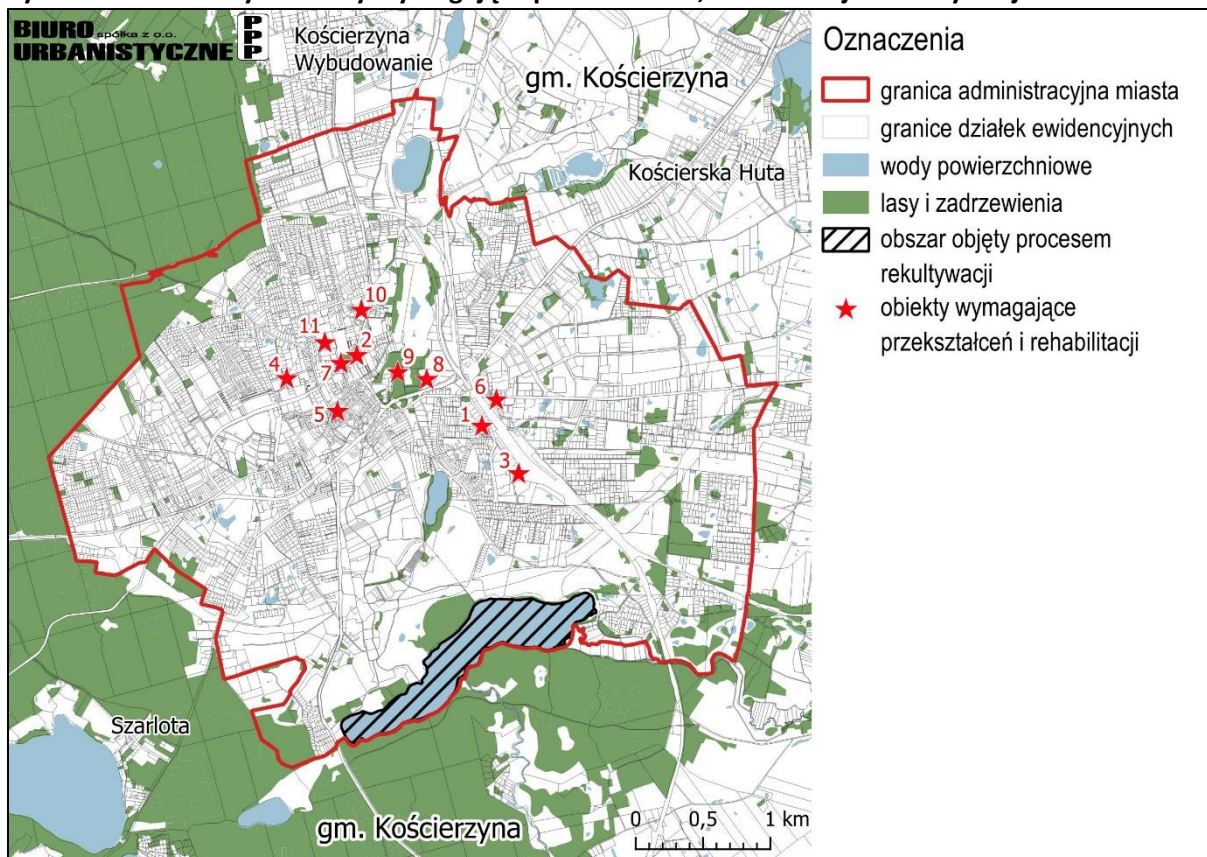 BIURO spółka z o.o.
URBANISTYCZNE
PPP
Kościerzyna
Wybudowanie
gm. Kościerzyna
Kościerska Huta
10
11
2
7
4
9
8
5
6
1
3
Szarlota
gm. Kościerzyna
0 0,5 1 km
Oznaczenia
granica administracyjna miasta
granice działek ewidencyjnych
wody powierzchniowe
lasy i zadrzewienia
obszar objęty procesem
rekultywacji
obiekty wymagające
przekształceń i rehabilitacji